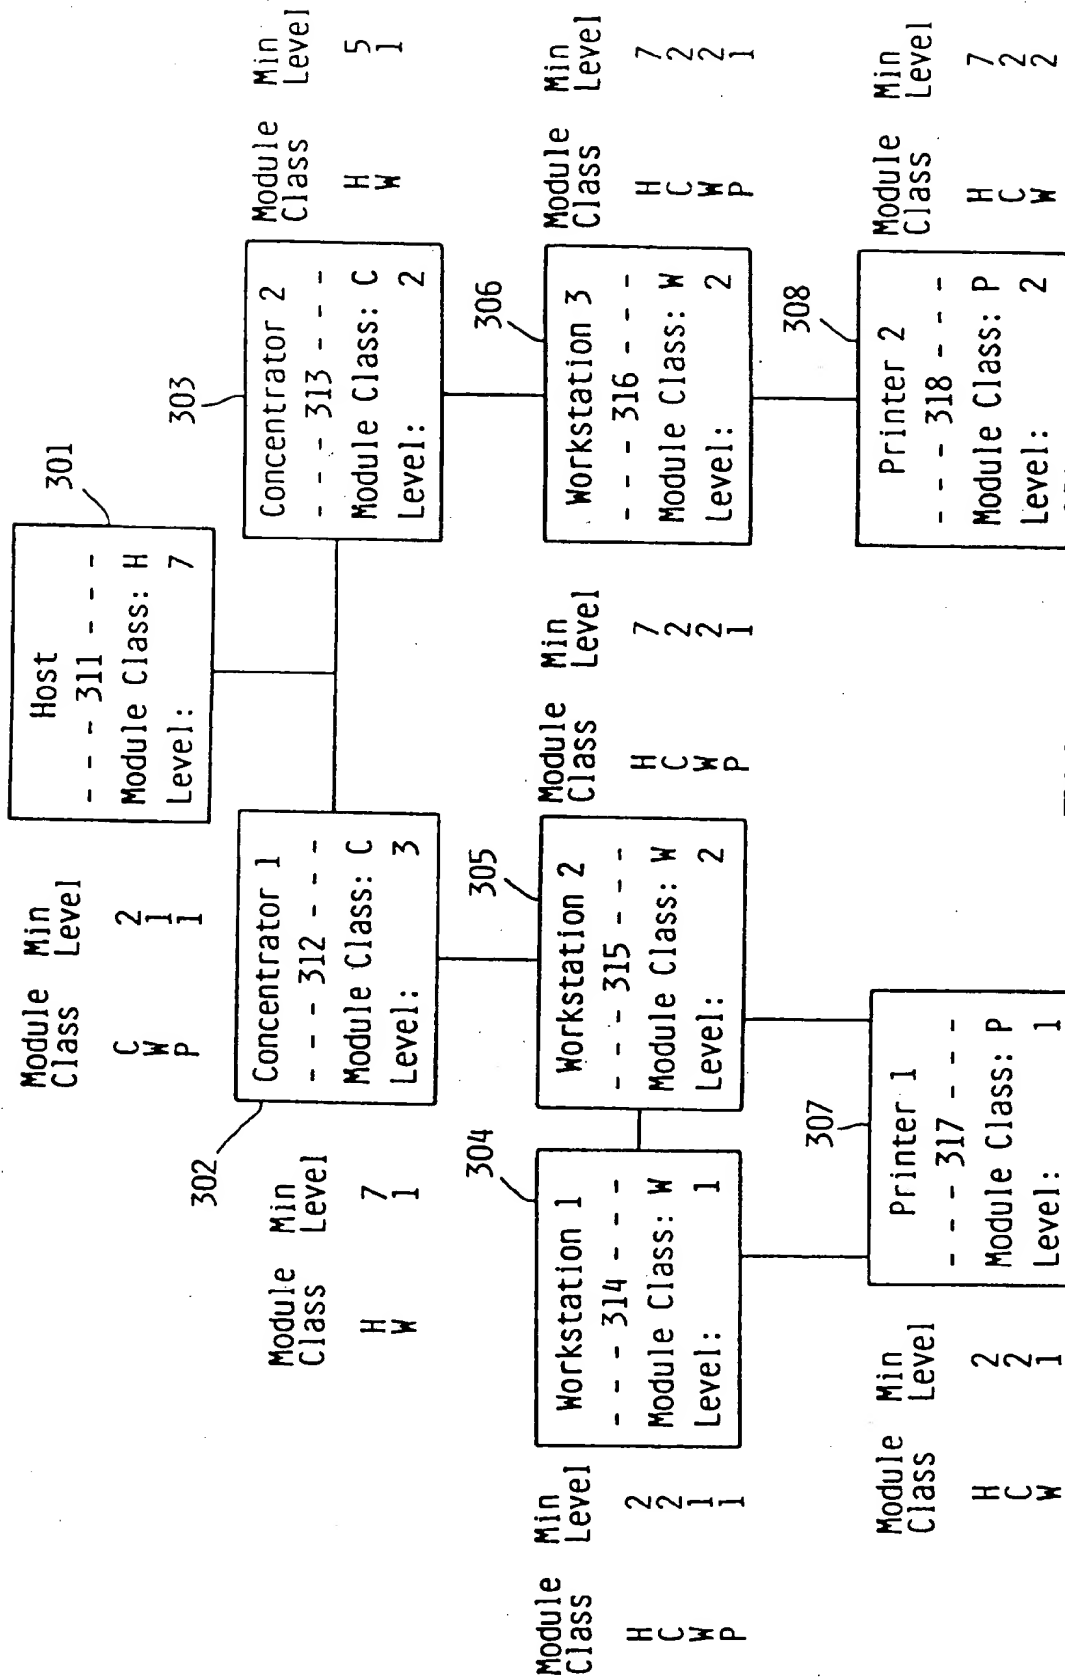 Module Min
Class Level
C 2
W 1
P 1
Host
- - - 311 - - - -
Module Class: H
Level: 7
301
302
Concentrator 1
- - - 312 - - - -
Module Class: C
Level: 3
Module Min
Class Level
H 7
W 1
303
Concentrator 2
- - - 313 - - - -
Module Class: C
Level: 2
Module Min
Class Level
H 5
W 1
304
Workstation 1
- - - 314 - - - -
Module Class: W
Level: 1
Module Min
Class Level
H 2
C 2
W 1
P 1
305
Workstation 2
- - - 315 - - - -
Module Class: W
Level: 2
Module Min
Class Level
H 7
C 2
W 2
P 1
306
Workstation 3
- - - 316 - - - -
Module Class: W
Level: 2
Module Min
Class Level
H 7
C 2
W 2
P 1
307
Printer 1
- - - 317 - - - -
Module Class: P
Level: 1
Module Min
Class Level
H 2
C 2
W 1
308
Printer 2
- - - 318 - - - -
Module Class: P
Level: 2
Module Min
Class Level
H 7
C 2
W 2